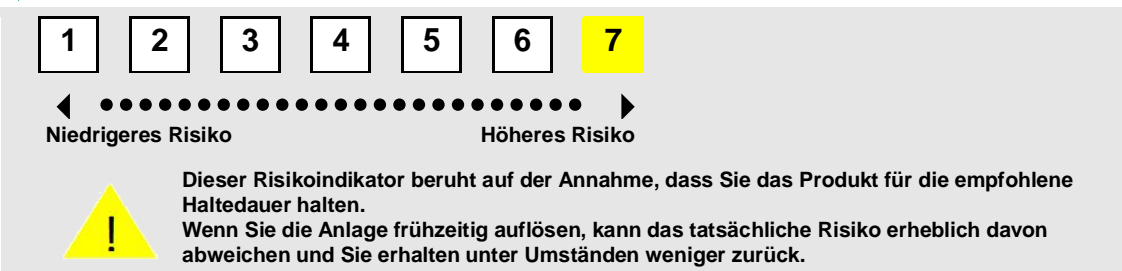 1 2 3 4 5 6 7
Niedrigeres Risiko Höheres Risiko
Dieser Risikoindikator beruht auf der Annahme, dass Sie das Produkt für die empfohlene
Haltedauer halten.
Wenn Sie die Anlage frühzeitig auflösen, kann das tatsächliche Risiko erheblich davon
abweichen und Sie erhalten unter Umständen weniger zurück.
!